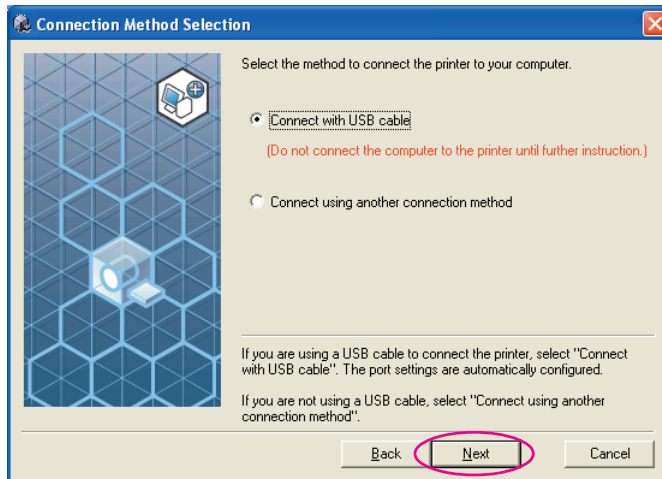 Connection Method Selection
Select the method to connect the printer to your computer.
Connect with USB cable
(Do not connect the computer to the printer until further instruction.)
Connect using another connection method
If you are using a USB cable to connect the printer, select "Connect
with USB cable". The port settings are automatically configured.
If you are not using a USB cable, select "Connect using another
connection method".
Back Next Cancel